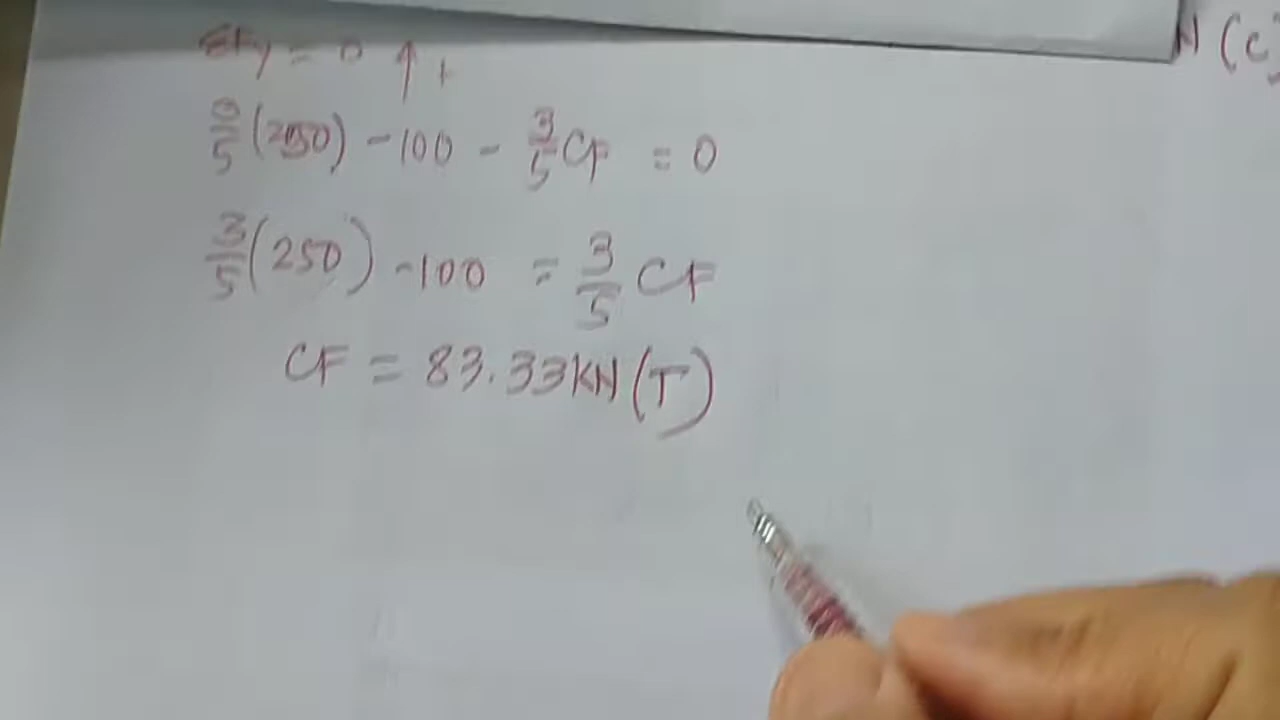 ΣFy = 0 ↑ +
N (C)
3/5 (250) - 100 - 3/5 CF = 0
3/5 (250) - 100 = 3/5 CF
CF = 83.33KN (T)